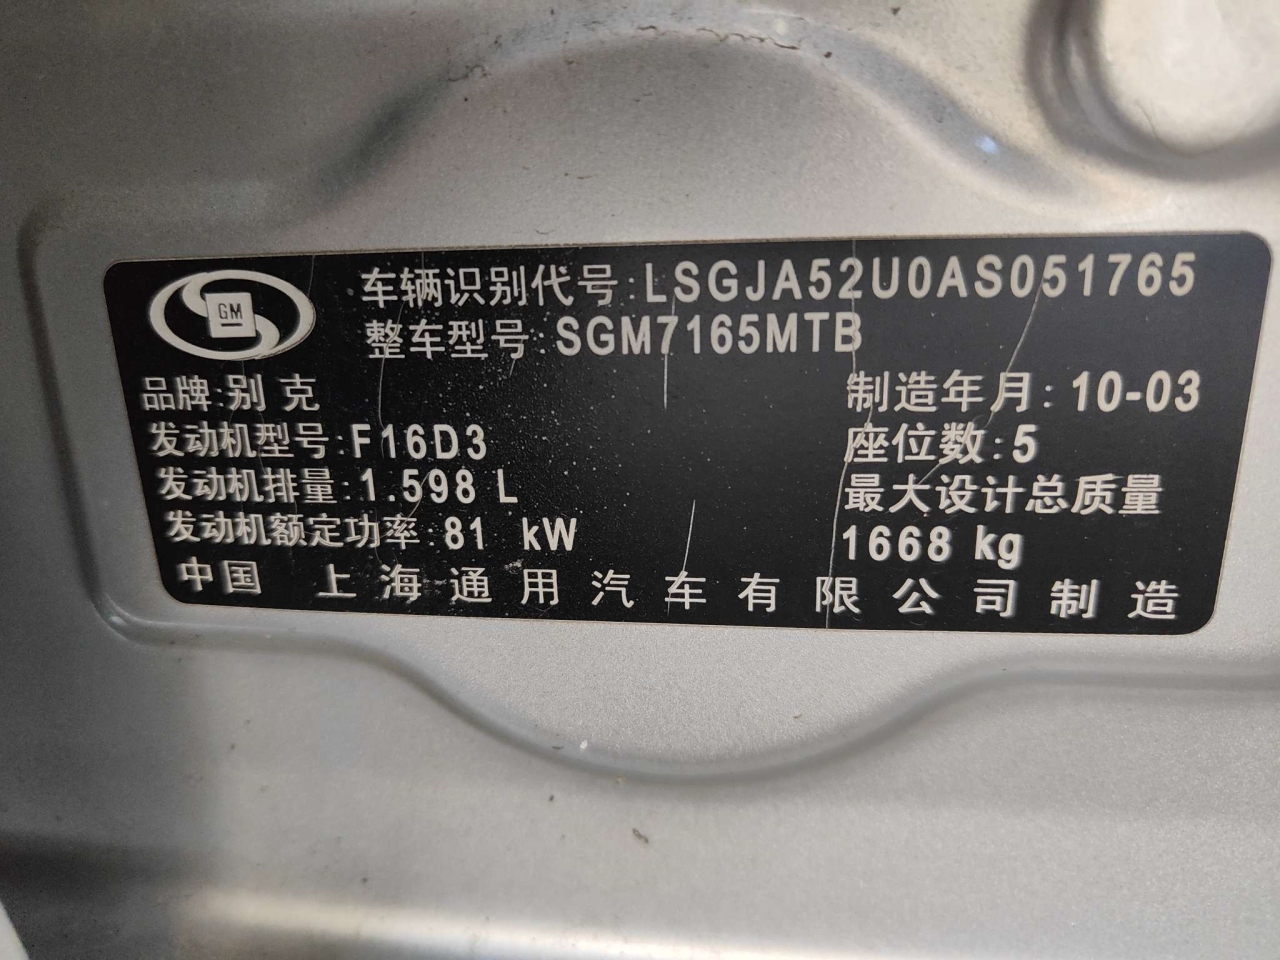 GM
车辆识别代号:LSGJA52U0AS051765
整车型号:SGM7165MTB
品牌:别克 制造年月:10-03
发动机型号:F16D3 座位数:5
发动机排量:1.598 L 最大设计总质量
发动机额定功率:81 kW 1668 kg
中国 上海通用汽车有限公司制造